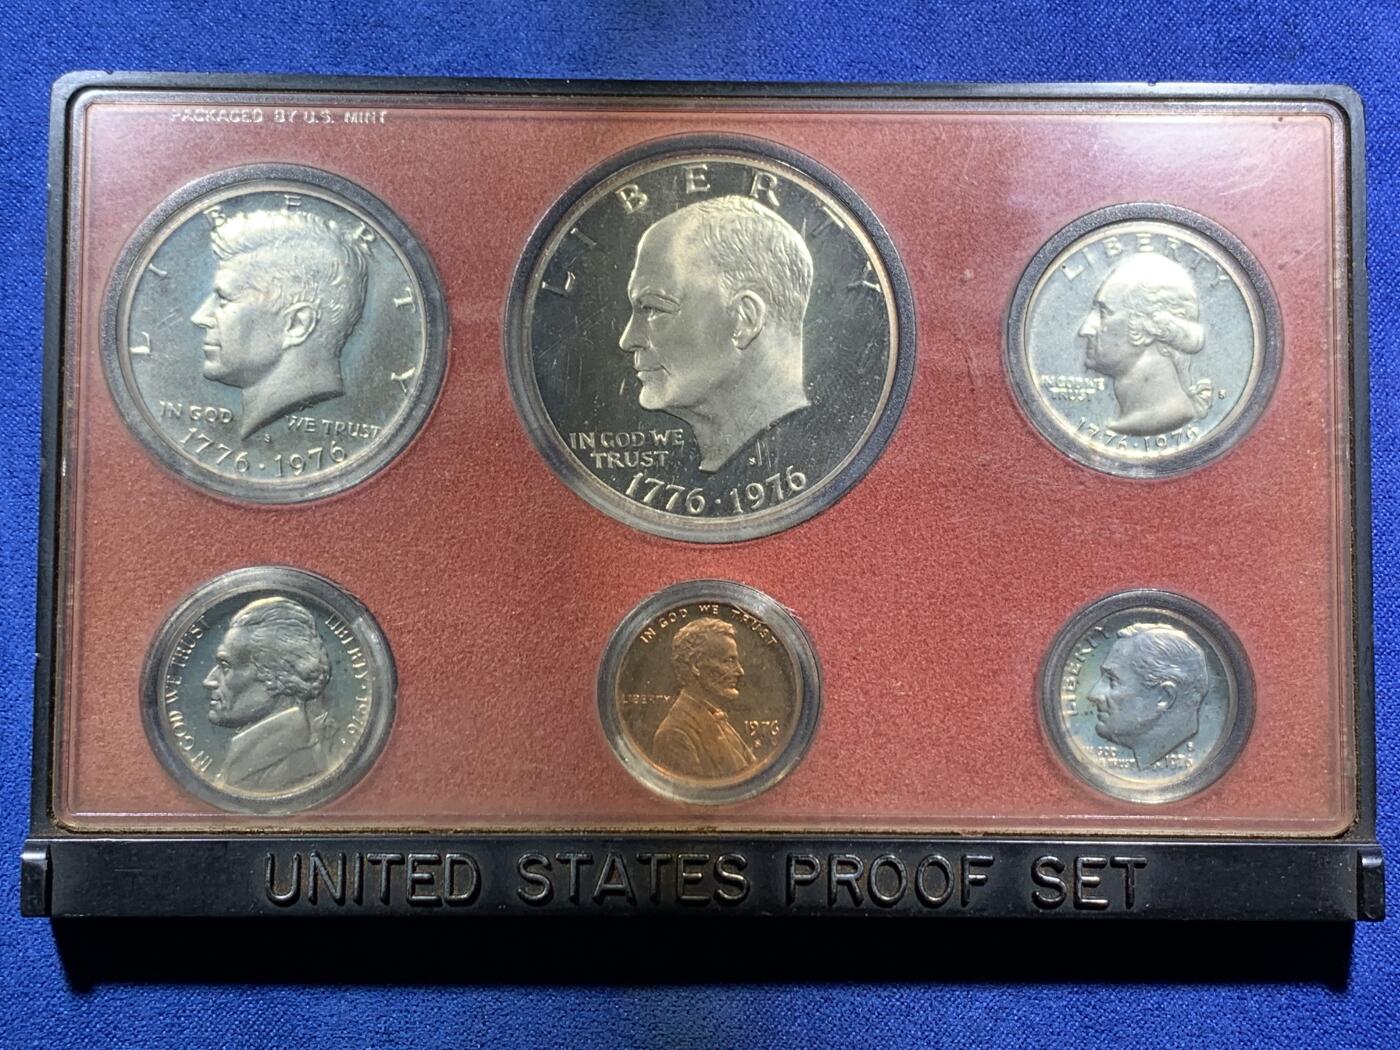 PACKAGED BY U.S. MINT
LIBERTY
IN GOD WE TRUST
S
1776 · 1976
LIBERTY
IN GOD WE
TRUST
S
1776 · 1976
LIBERTY
IN GOD WE
TRUST
S
1776 · 1976
IN GOD WE TRUST
LIBERTY · 1976
IN GOD WE TRUST
LIBERTY
1976
S
LIBERTY
IN GOD
WE TRUST
S
1976
UNITED STATES PROOF SET